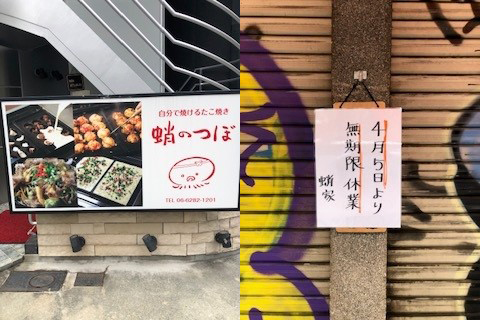 自分で焼けるたこ焼き
蛸のつぼ
TEL 06-6282-1201
4月5日より
無期限休業
蛸家